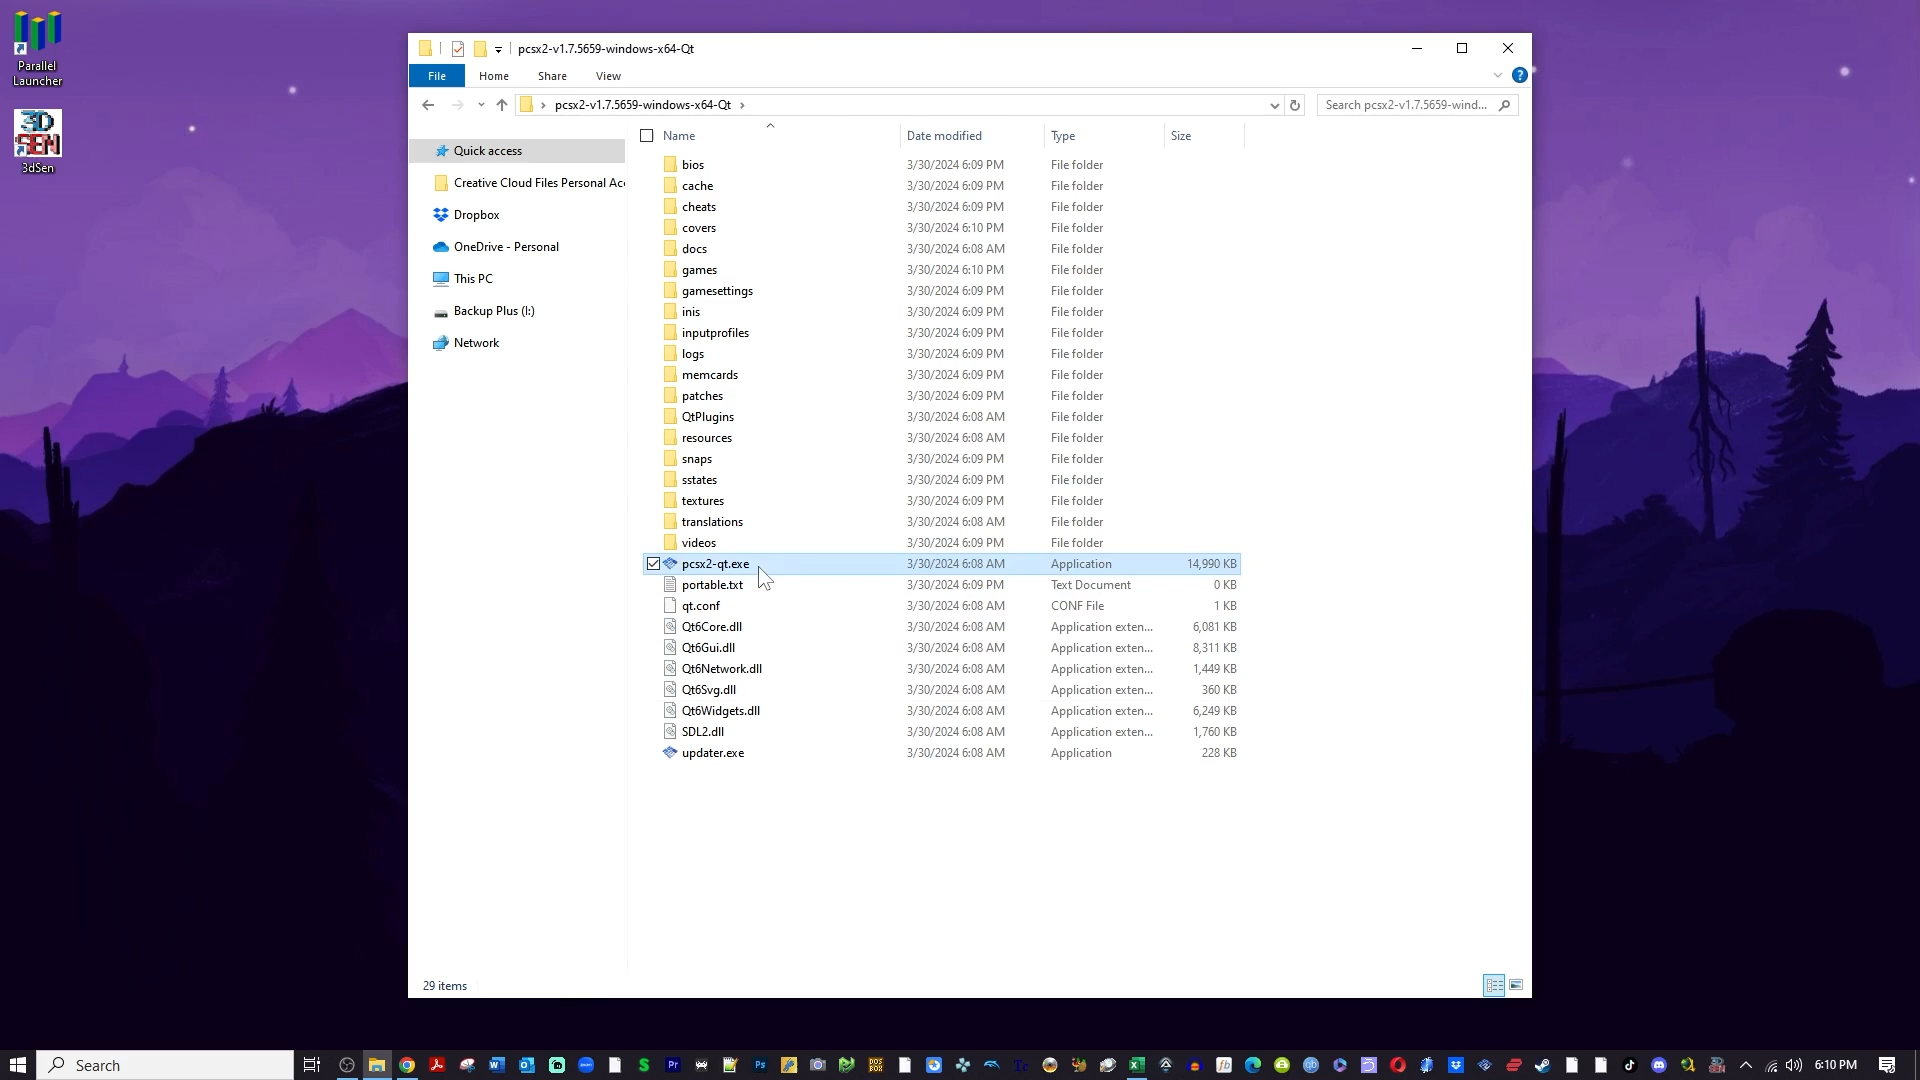 Parallel
Launcher
3D
SEN
3dSen
pcsx2-v1.7.5659-windows-x64-Qt
File Home Share View
pcsx2-v1.7.5659-windows-x64-Qt
Search pcsx2-v1.7.5659-wind...
Name Date modified Type Size
Quick access
Creative Cloud Files Personal Acc
Dropbox
OneDrive - Personal
This PC
Backup Plus (I:)
Network
bios 3/30/2024 6:09 PM File folder
cache 3/30/2024 6:09 PM File folder
cheats 3/30/2024 6:09 PM File folder
covers 3/30/2024 6:10 PM File folder
docs 3/30/2024 6:08 AM File folder
games 3/30/2024 6:10 PM File folder
gamesettings 3/30/2024 6:09 PM File folder
inis 3/30/2024 6:09 PM File folder
inputprofiles 3/30/2024 6:09 PM File folder
logs 3/30/2024 6:09 PM File folder
memcards 3/30/2024 6:09 PM File folder
patches 3/30/2024 6:09 PM File folder
QtPlugins 3/30/2024 6:08 AM File folder
resources 3/30/2024 6:08 AM File folder
snaps 3/30/2024 6:09 PM File folder
sstates 3/30/2024 6:09 PM File folder
textures 3/30/2024 6:09 PM File folder
translations 3/30/2024 6:08 AM File folder
videos 3/30/2024 6:09 PM File folder
pcsx2-qt.exe 3/30/2024 6:08 AM Application 14,990 KB
portable.txt 3/30/2024 6:09 PM Text Document 0 KB
qt.conf 3/30/2024 6:08 AM CONF File 1 KB
Qt6Core.dll 3/30/2024 6:08 AM Application exten... 6,081 KB
Qt6Gui.dll 3/30/2024 6:08 AM Application exten... 8,311 KB
Qt6Network.dll 3/30/2024 6:08 AM Application exten... 1,449 KB
Qt6Svg.dll 3/30/2024 6:08 AM Application exten... 360 KB
Qt6Widgets.dll 3/30/2024 6:08 AM Application exten... 6,249 KB
SDL2.dll 3/30/2024 6:08 AM Application exten... 1,760 KB
updater.exe 3/30/2024 6:08 AM Application 228 KB
29 items
Search 6:10 PM